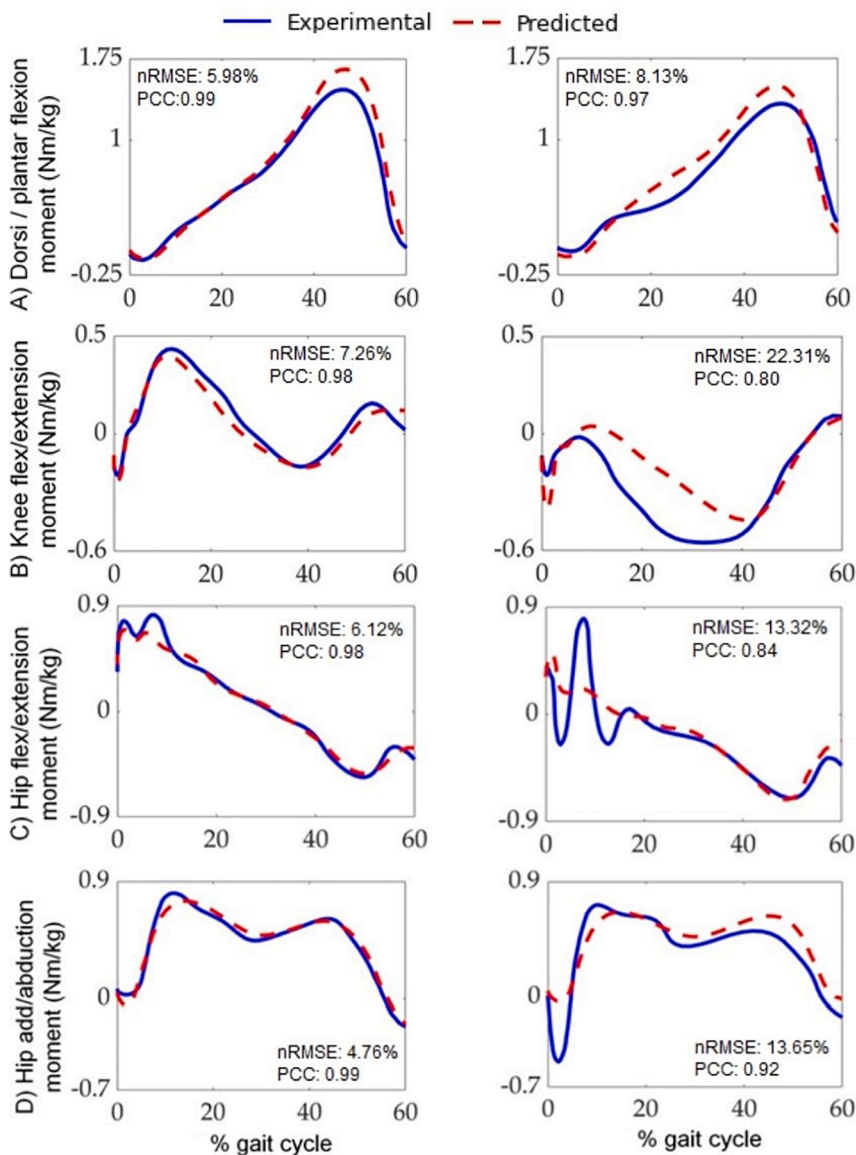 Experimental Predicted
A) Dorsi / plantar flexion
moment (Nm/kg)
1.75
1
-0.25
nRMSE: 5.98%
PCC:0.99
0 20 40 60
nRMSE: 8.13%
PCC: 0.97
1.75
1
-0.25
0 20 40 60
B) Knee flex/extension
moment (Nm/kg)
0.5
0
-0.6
nRMSE: 7.26%
PCC: 0.98
0 20 40 60
0.5
0
-0.6
nRMSE: 22.31%
PCC: 0.80
0 20 40 60
C) Hip flex/extension
moment (Nm/kg)
0.9
0
-0.9
nRMSE: 6.12%
PCC: 0.98
0 20 40 60
0.9
0
-0.9
nRMSE: 13.32%
PCC: 0.84
0 20 40 60
D) Hip add/abduction
moment (Nm/kg)
0.9
0
-0.7
nRMSE: 4.76%
PCC: 0.99
0 20 40 60
% gait cycle
0.9
0
-0.7
nRMSE: 13.65%
PCC: 0.92
0 20 40 60
% gait cycle